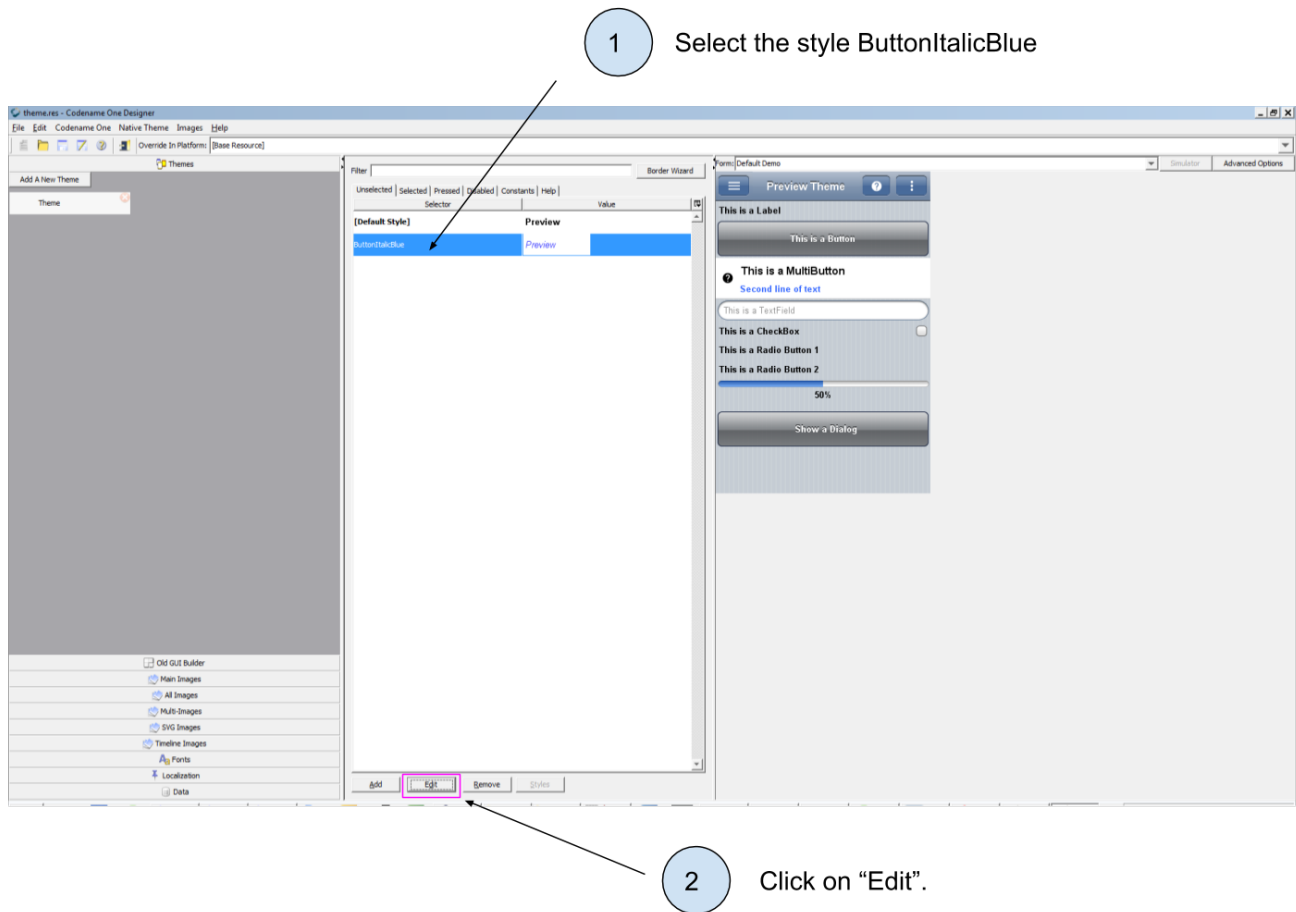 1 Select the style ButtonItalicBlue
theme.res - Codename One Designer
File Edit Codename One Native Theme Images Help
Override In Platform: [Base Resource]
Themes
Add A New Theme
Theme
Filter Border Wizard
Unselected Selected Pressed Disabled Constants Help
Selector Value
[Default Style] Preview
ButtonItalicBlue Preview
Form: Default Demo Simulator Advanced Options
Preview Theme
This is a Label
This is a Button
This is a MultiButton
Second line of text
This is a TextField
This is a CheckBox
This is a Radio Button 1
This is a Radio Button 2
50%
Show a Dialog
Old GUI Builder
Main Images
All Images
Multi-Images
SVG Images
Timeline Images
Fonts
Localization
Data
Add Edit Remove Styles
2 Click on “Edit”.